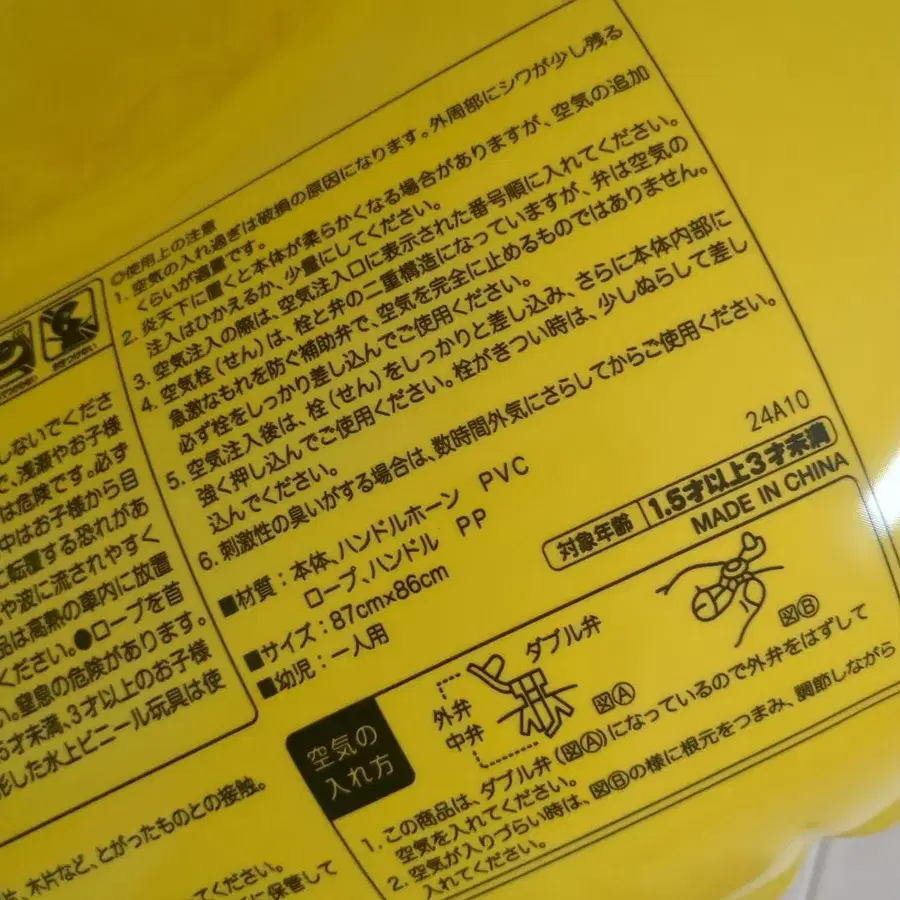 ◎使用上の注意
1. 空気の入れ過ぎは破損の原因になります。外周部にシワが少し残る
くらいが適量です。
2. 炎天下に置くと本体が柔らかくなる場合がありますが、空気の追加
注入はひかえるか、少量にしてください。
3. 空気注入の際は、空気注入口に表示された番号順に入れてください。
4. 空気栓(せん)は、栓と弁の二重構造になっていますが、弁は空気の
急激なもれを防ぐ補助弁で、空気を完全に止めるものではありません。
必ず栓をしっかり差し込んでご使用ください。
5. 空気注入後は、栓(せん)をしっかりと差し込み、さらに本体内部に
強く押し込んでご使用ください。栓がきつい時は、少しぬらして差し
込んでください。
6. 刺激性の臭いがする場合は、数時間外気にさらしてからご使用ください。
■材質:本体、ハンドルホーン PVC
ロープ、ハンドル PP
■サイズ:87cm×86cm
■幼児:一人用
24A10
対象年齢 1.5才以上3才未満
MADE IN CHINA
しないでくださ
で、浅瀬やお子様
は危険です。必ず
中はお子様から目
に転覆する恐れがあ
や波に流されやすく
品は高熱の車内に放置
ください。●ロープを首
い。窒息の危険があります。
5才未満、3才以上のお子様
形した水上ビニール玩具は使
片、木片など、とがったものとの接触。
てください。
に保管して
空気の
入れ方
外弁
中弁
ダブル弁
図A
図B
1. この商品は、ダブル弁(図A)になっているので外弁をはずして
空気を入れてください。
2. 空気が入りづらい時は、図Bの様に根元をつまみ、調節しながら
入れてください。